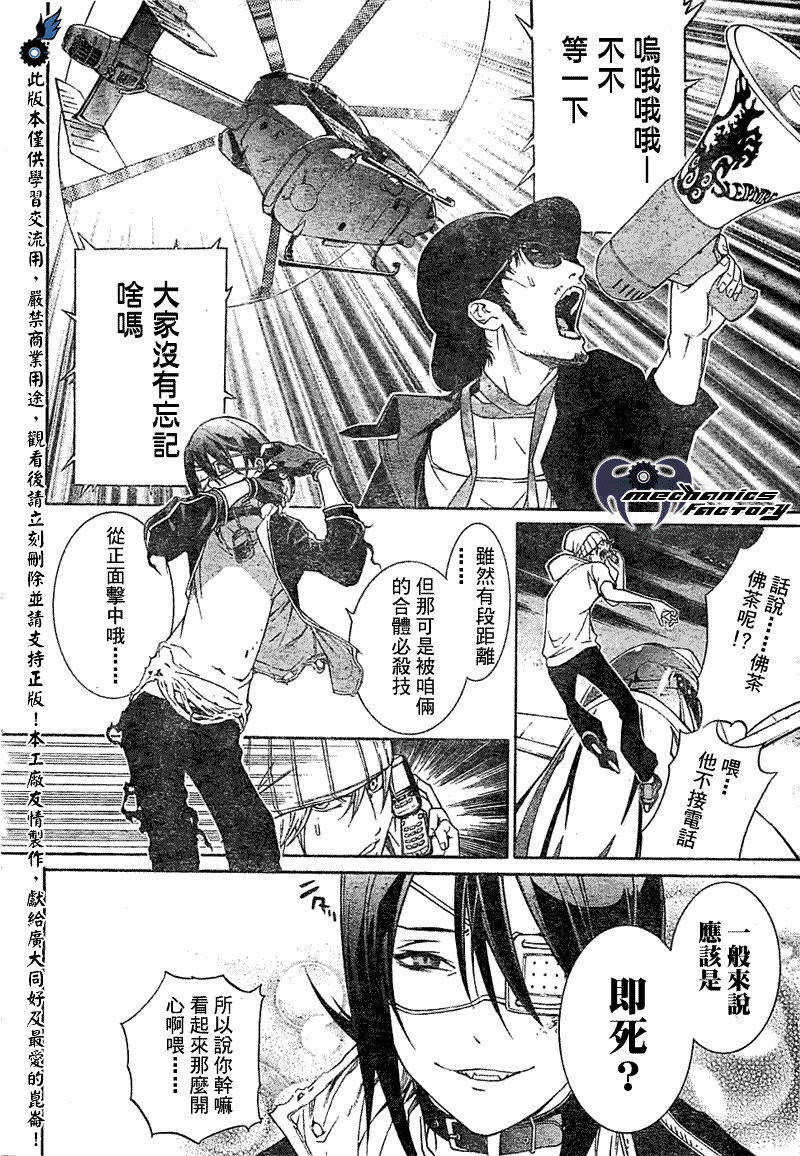 嗚哦哦哦—
不不
等一下
SLEIPNIR
大家沒有忘記
啥嗎
mechanics
Factory
話說……佛茶
佛茶呢!?
喂…
他不接電話
雖然有段距離
……
但那可是被咱倆
的合體必殺技
從正面擊中哦……
一般來說
應該是
即死?
所以說你幹嘛
看起來那麼開
心啊喂……
此版本僅供學習交流用，嚴禁商業用途，觀看後請立刻刪除並請支持正版！本工廠友情製作，獻給廣大同好及最愛的崑崙！